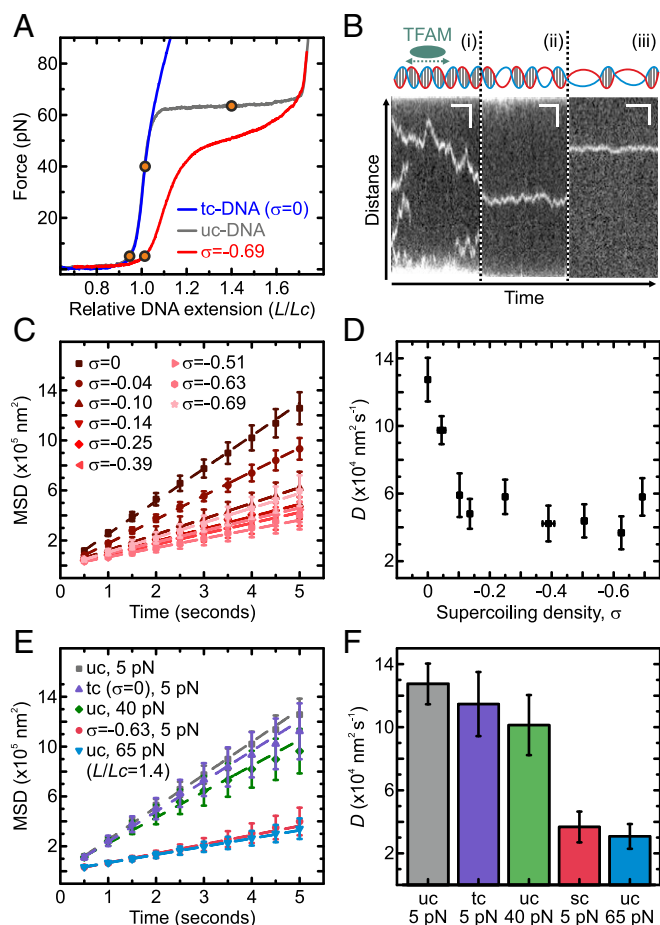 A
Force (pN)
80
60
40
20
0
tc-DNA (σ=0)
uc-DNA
σ=-0.69
0.8
1.0
1.2
1.4
1.6
Relative DNA extension (L/Lc)
B
TFAM
(i)
(ii)
(iii)
Distance
Time
C
MSD (x10⁵ nm²)
14
10
6
2
σ=0
σ=-0.04
σ=-0.10
σ=-0.14
σ=-0.25
σ=-0.39
σ=-0.51
σ=-0.63
σ=-0.69
0
1
2
3
4
5
Time (seconds)
D
D (x10⁴ nm² s⁻¹)
14
10
6
2
0
-0.2
-0.4
-0.6
Supercoiling density, σ
E
MSD (x10⁵ nm²)
14
10
6
2
uc, 5 pN
tc (σ=0), 5 pN
uc, 40 pN
σ=-0.63, 5 pN
uc, 65 pN
(L/Lc=1.4)
0
1
2
3
4
5
Time (seconds)
F
D (x10⁴ nm² s⁻¹)
14
10
6
2
uc
5 pN
tc
5 pN
uc
40 pN
sc
5 pN
uc
65 pN